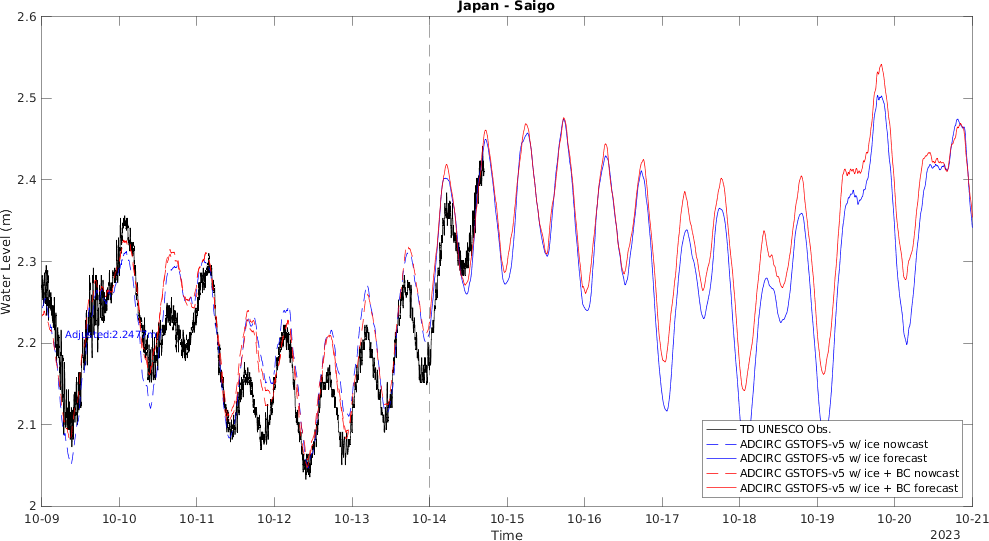 Japan - Saigo
2.6
2.5
2.4
2.3
2.2
2.1
2
Water Level (m)
TD UNESCO Obs.
ADCIRC GSTOFS-v5 w/ ice nowcast
ADCIRC GSTOFS-v5 w/ ice forecast
ADCIRC GSTOFS-v5 w/ ice + BC nowcast
ADCIRC GSTOFS-v5 w/ ice + BC forecast
10-09 10-10 10-11 10-12 10-13 10-14 10-15 10-16 10-17 10-18 10-19 10-20 10-21
Time
2023